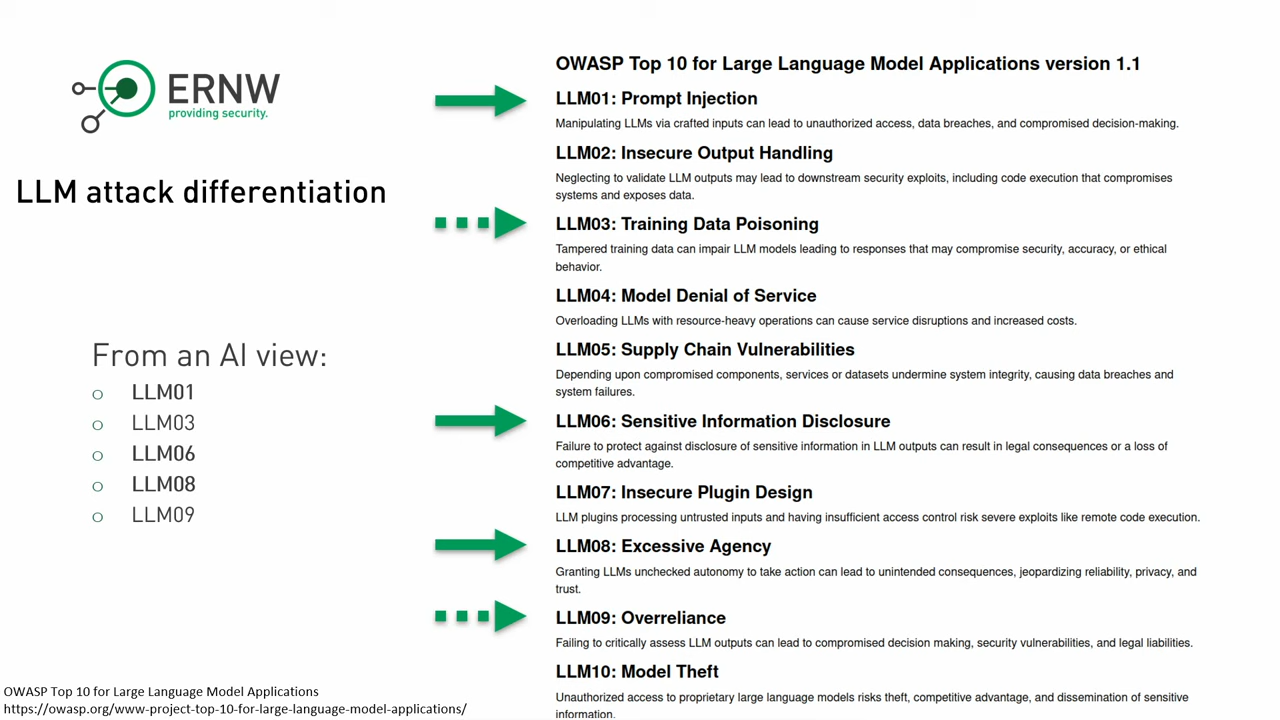 ERNW
providing security.
LLM attack differentiation
From an AI view:
o LLM01
o LLM03
o LLM06
o LLM08
o LLM09
OWASP Top 10 for Large Language Model Applications
https://owasp.org/www-project-top-10-for-large-language-model-applications/
OWASP Top 10 for Large Language Model Applications version 1.1
LLM01: Prompt Injection
Manipulating LLMs via crafted inputs can lead to unauthorized access, data breaches, and compromised decision-making.
LLM02: Insecure Output Handling
Neglecting to validate LLM outputs may lead to downstream security exploits, including code execution that compromises
systems and exposes data.
LLM03: Training Data Poisoning
Tampered training data can impair LLM models leading to responses that may compromise security, accuracy, or ethical
behavior.
LLM04: Model Denial of Service
Overloading LLMs with resource-heavy operations can cause service disruptions and increased costs.
LLM05: Supply Chain Vulnerabilities
Depending upon compromised components, services or datasets undermine system integrity, causing data breaches and
system failures.
LLM06: Sensitive Information Disclosure
Failure to protect against disclosure of sensitive information in LLM outputs can result in legal consequences or a loss of
competitive advantage.
LLM07: Insecure Plugin Design
LLM plugins processing untrusted inputs and having insufficient access control risk severe exploits like remote code execution.
LLM08: Excessive Agency
Granting LLMs unchecked autonomy to take action can lead to unintended consequences, jeopardizing reliability, privacy, and
trust.
LLM09: Overreliance
Failing to critically assess LLM outputs can lead to compromised decision making, security vulnerabilities, and legal liabilities.
LLM10: Model Theft
Unauthorized access to proprietary large language models risks theft, competitive advantage, and dissemination of sensitive
information.